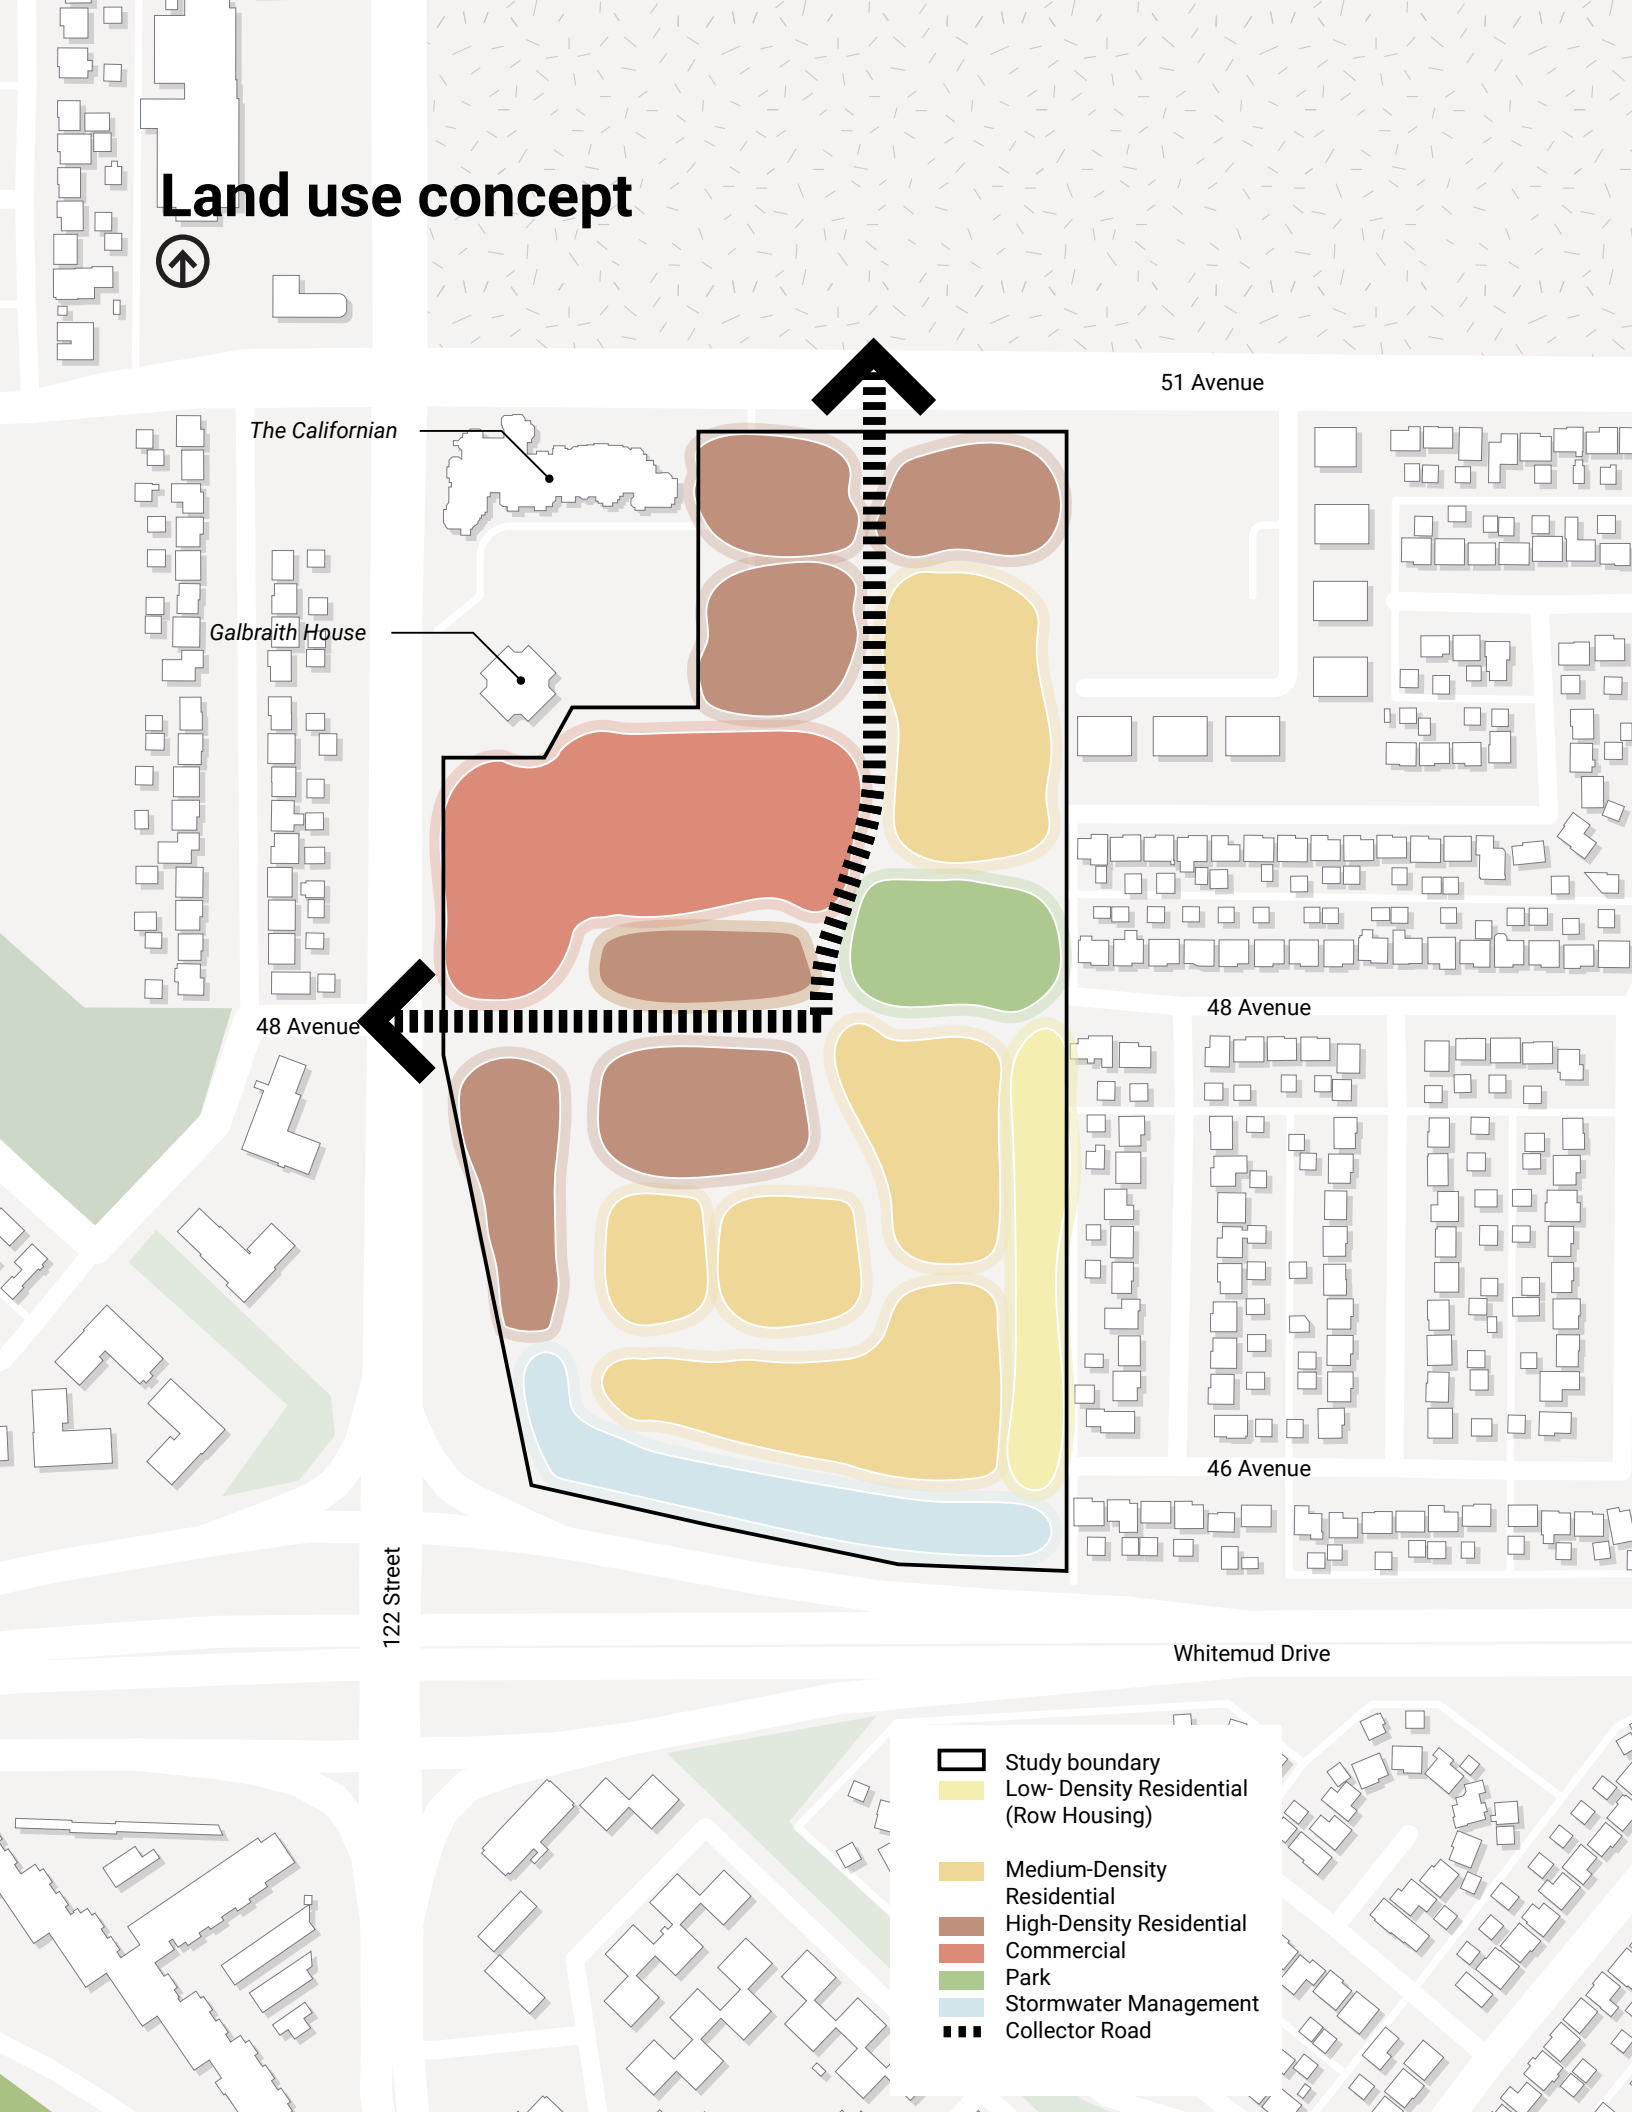 Land use concept
51 Avenue
The Californian
Galbraith House
48 Avenue
48 Avenue
46 Avenue
122 Street
Whitemud Drive
Study boundary
Low- Density Residential
(Row Housing)
Medium-Density
Residential
High-Density Residential
Commercial
Park
Stormwater Management
Collector Road